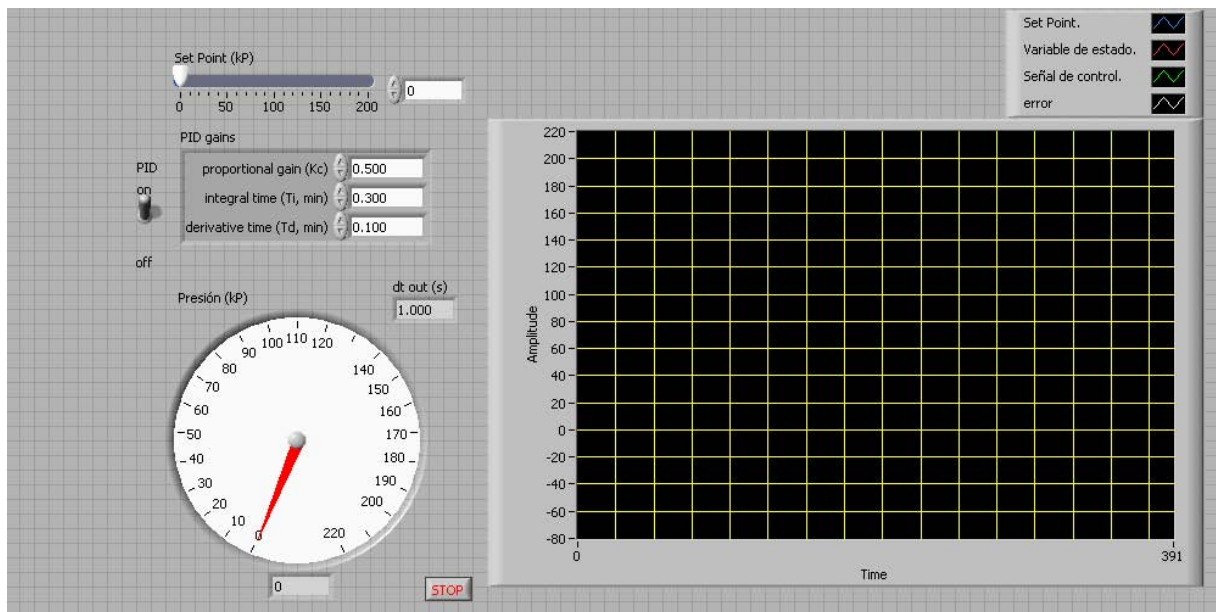 Set Point.
Variable de estado.
Señal de control.
error
Set Point (kP)
0 50 100 150 200
0
PID gains
PID
on
off
proportional gain (Kc) 0.500
integral time (Ti, min) 0.300
derivative time (Td, min) 0.100
dt out (s)
1.000
Presión (kP)
0
10
20
30
40
50
60
70
80
90
100
110
120
140
150
160
170
180
190
200
220
0
STOP
Amplitude
220
200
180
160
140
120
100
80
60
40
20
0
-20
-40
-60
-80
0 391
Time